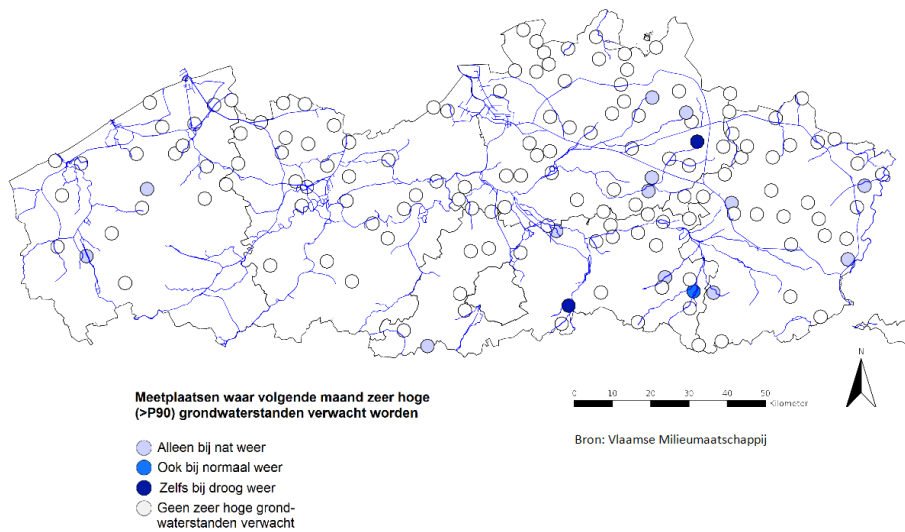 N
Meetplaatsen waar volgende maand zeer hoge
(>P90) grondwaterstanden verwacht worden
Alleen bij nat weer
Ook bij normaal weer
Zelfs bij droog weer
Geen zeer hoge grond-
waterstanden verwacht
0 10 20 30 40 50
Kilometer
Bron: Vlaamse Milieumaatschappij